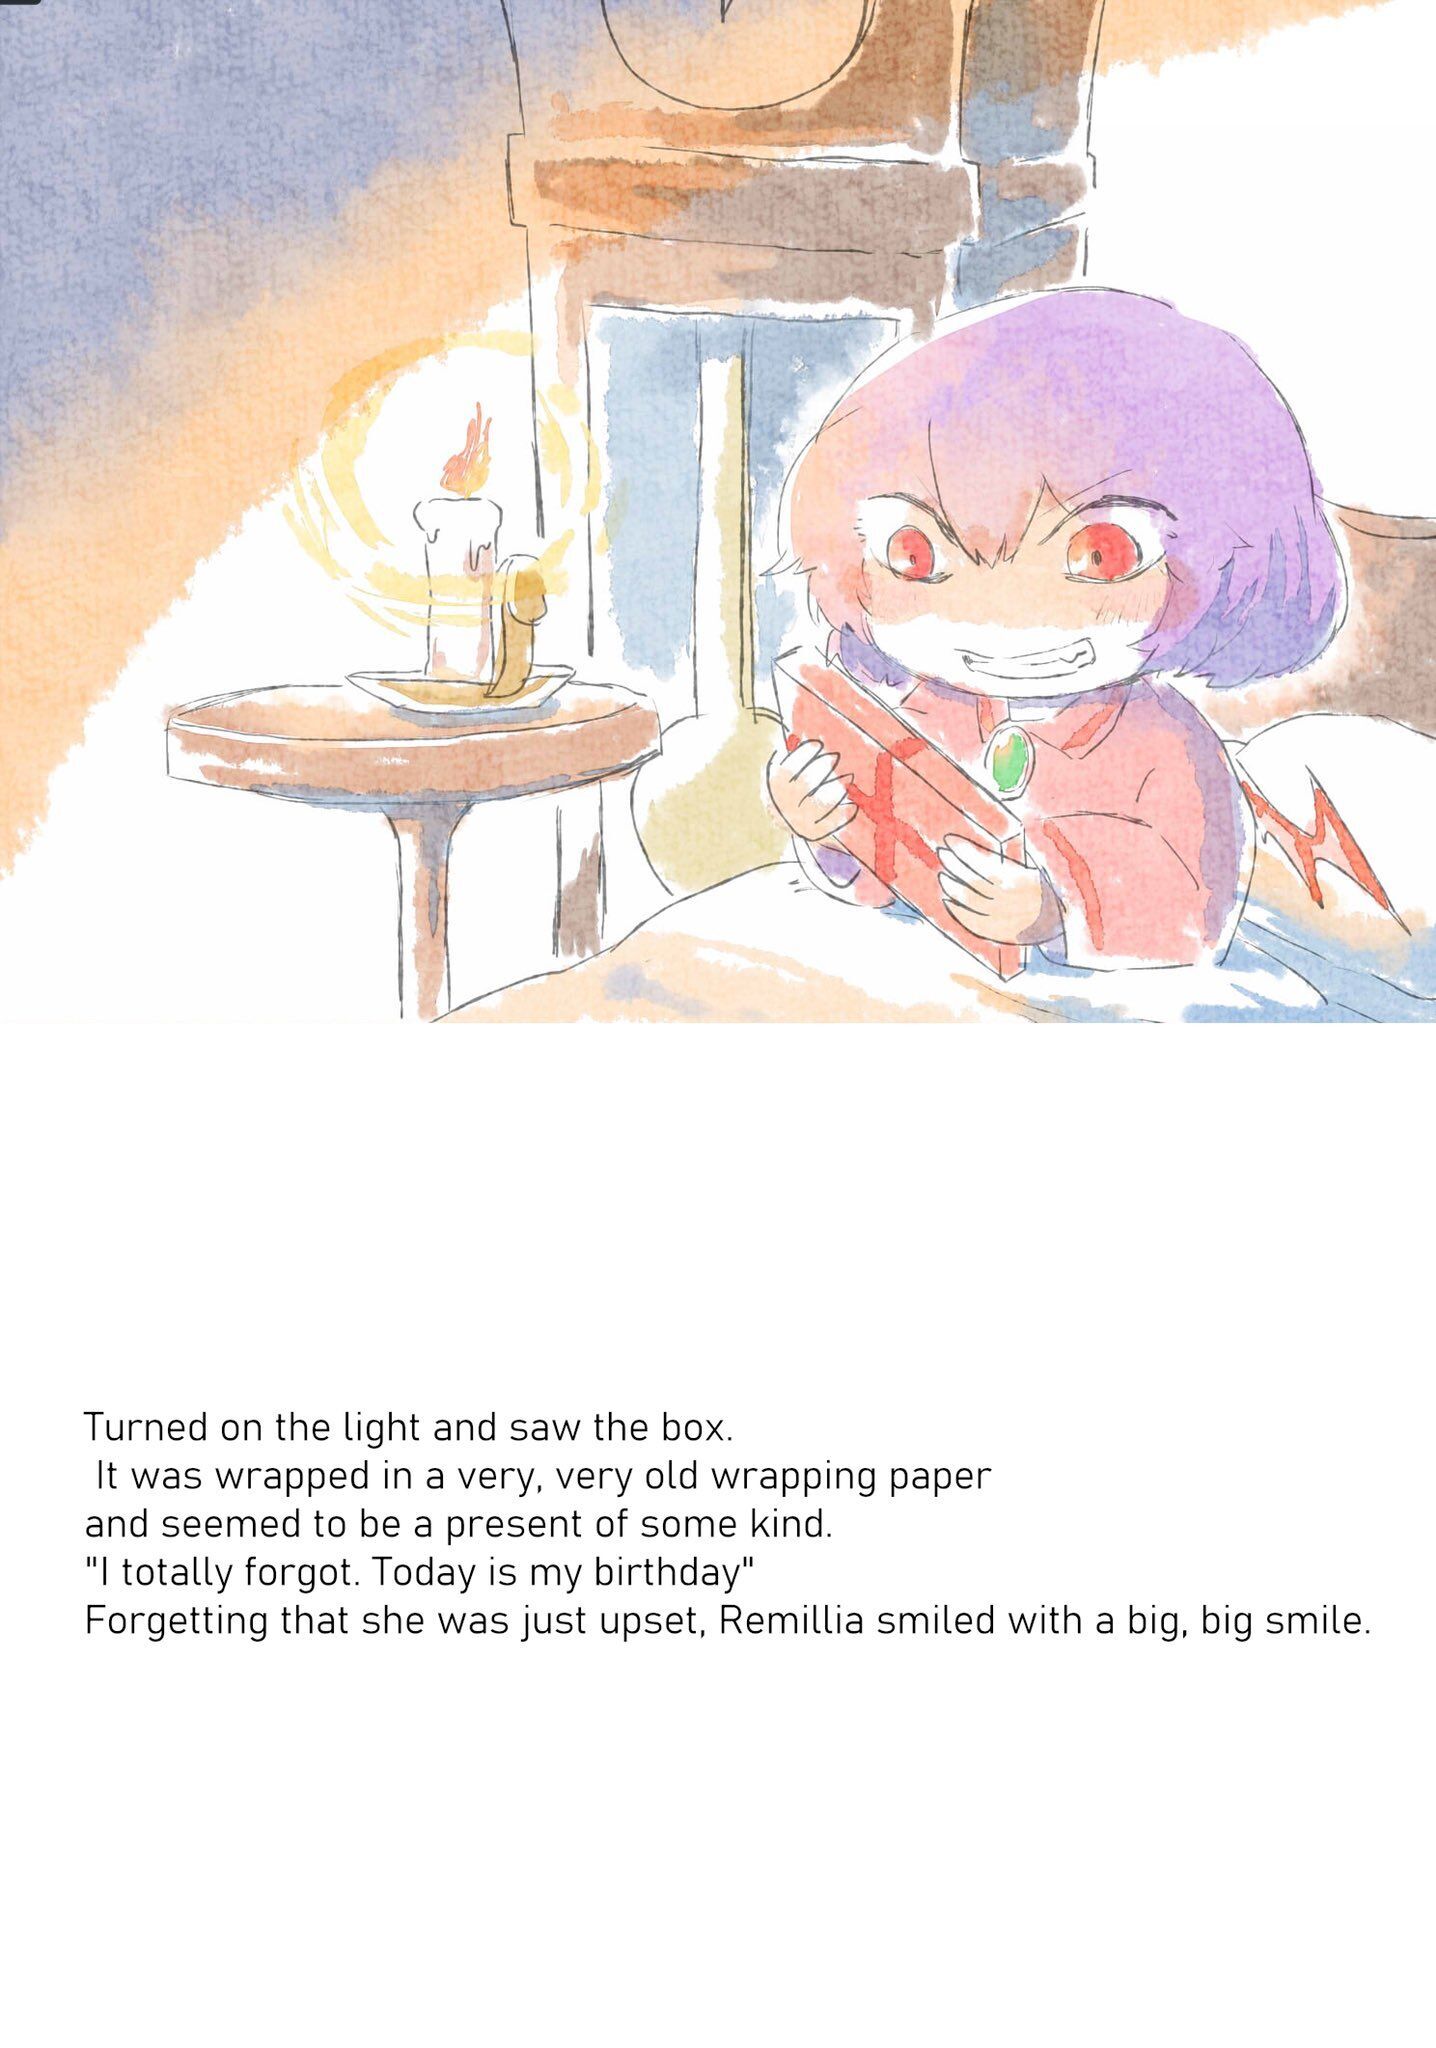 Turned on the light and saw the box.
It was wrapped in a very, very old wrapping paper
and seemed to be a present of some kind.
"I totally forgot. Today is my birthday"
Forgetting that she was just upset, Remillia smiled with a big, big smile.